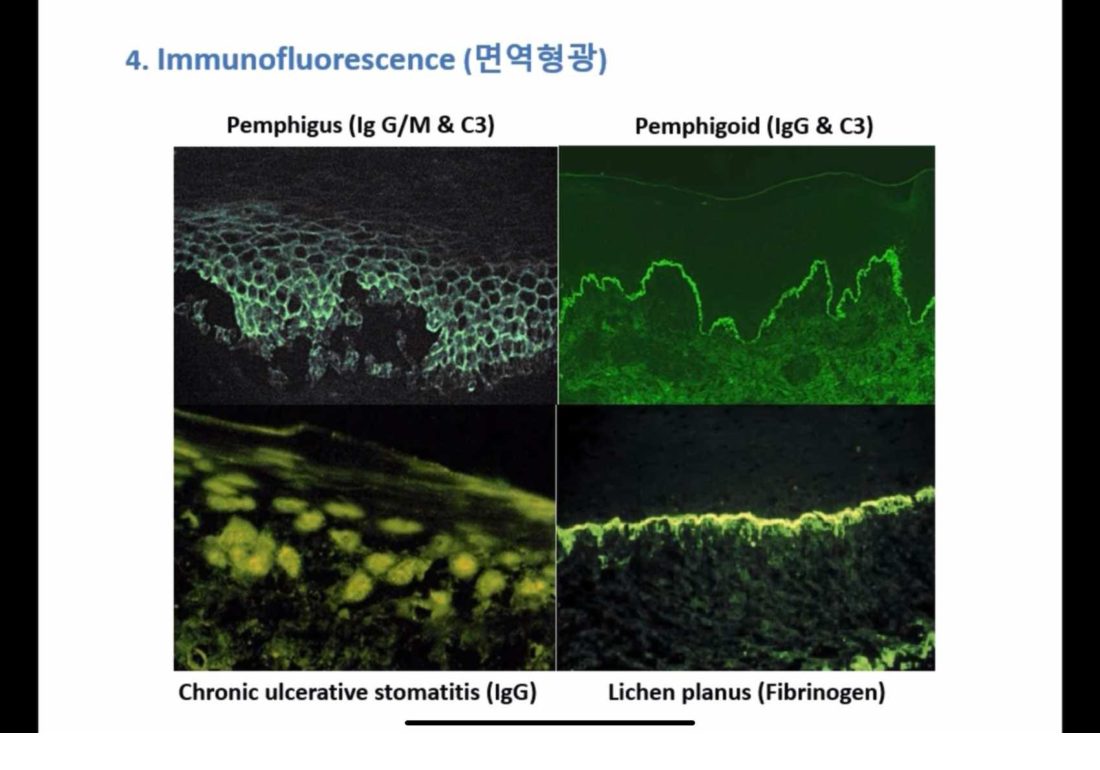 4. Immunofluorescence (면역형광)
Pemphigus (Ig G/M & C3)
Pemphigoid (IgG & C3)
Chronic ulcerative stomatitis (IgG)
Lichen planus (Fibrinogen)